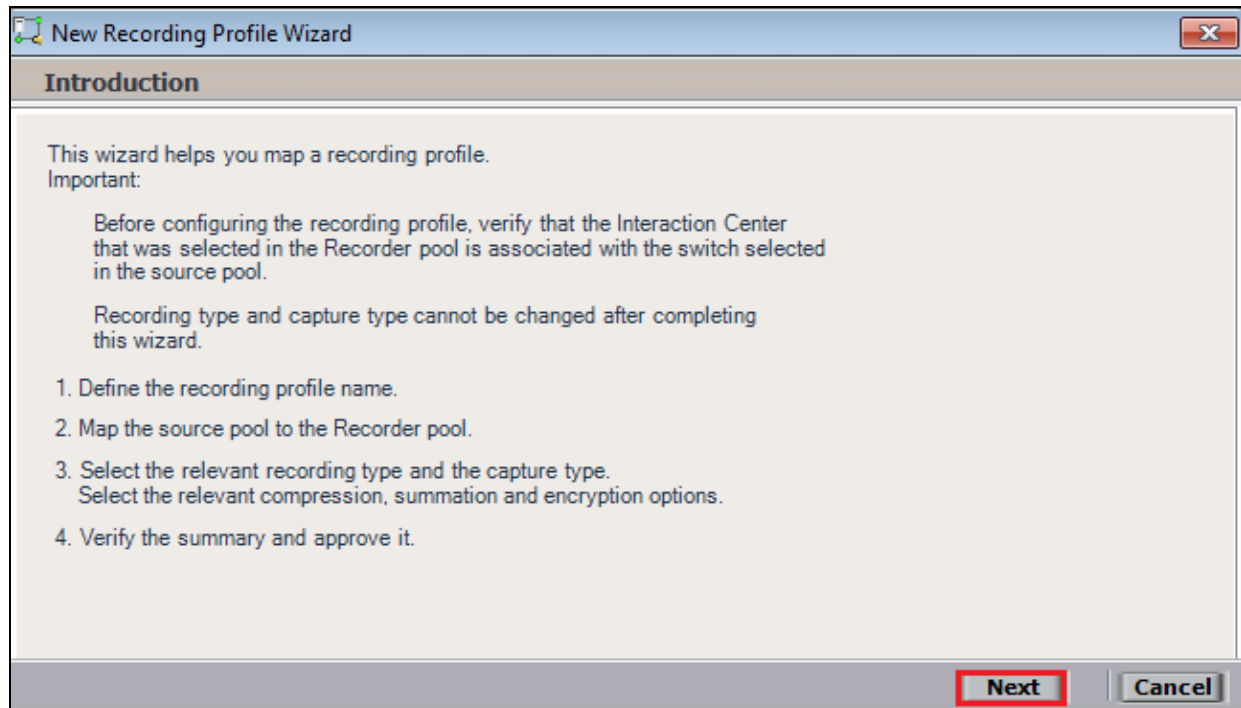 New Recording Profile Wizard
Introduction
This wizard helps you map a recording profile.
Important:
Before configuring the recording profile, verify that the Interaction Center
that was selected in the Recorder pool is associated with the switch selected
in the source pool.
Recording type and capture type cannot be changed after completing
this wizard.
1. Define the recording profile name.
2. Map the source pool to the Recorder pool.
3. Select the relevant recording type and the capture type.
Select the relevant compression, summation and encryption options.
4. Verify the summary and approve it.
Next
Cancel